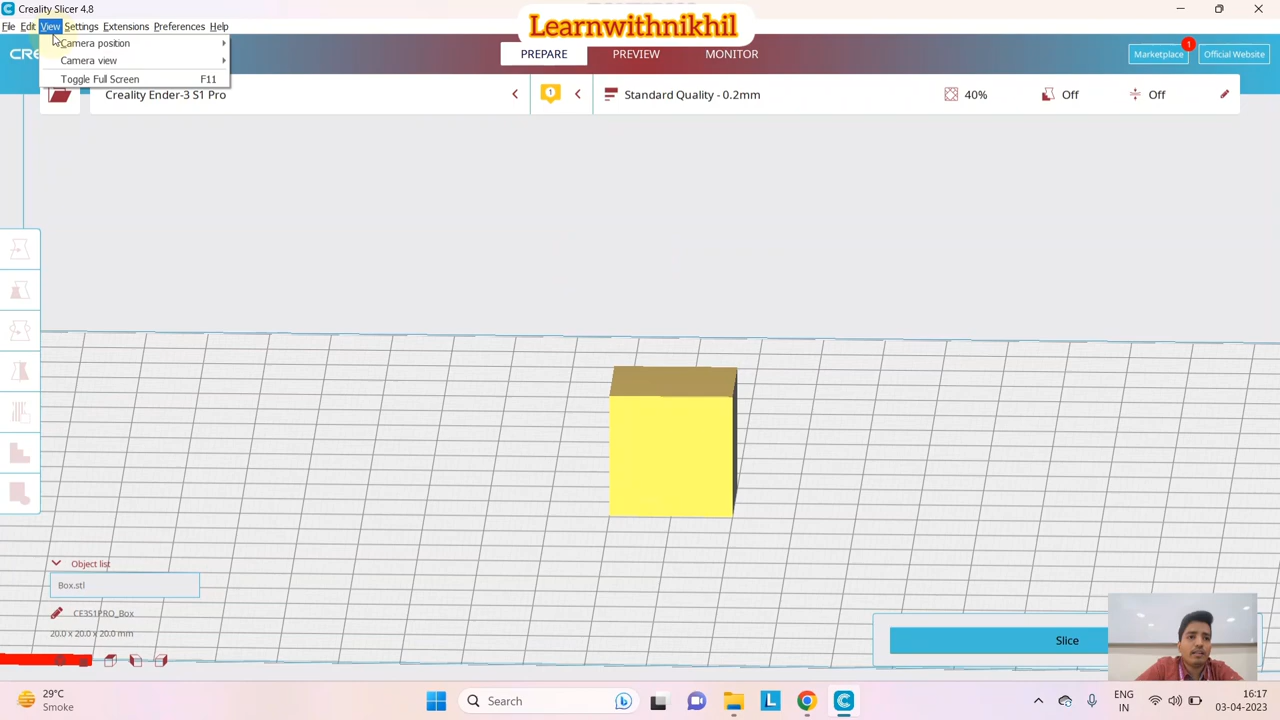 Creality Slicer 4.8
Learnwithnikhil
File Edit View Settings Extensions Preferences Help
Camera position
Camera view
Toggle Full Screen F11
PREPARE PREVIEW MONITOR
Marketplace 1 Official Website
Creality Ender-3 S1 Pro
1
Standard Quality - 0.2mm
40% Off Off
Object list
Box.stl
CE3S1PRO_Box
20.0 x 20.0 x 20.0 mm
Slice
29°C
Smoke
Search
ENG
IN
16:17
03-04-2023